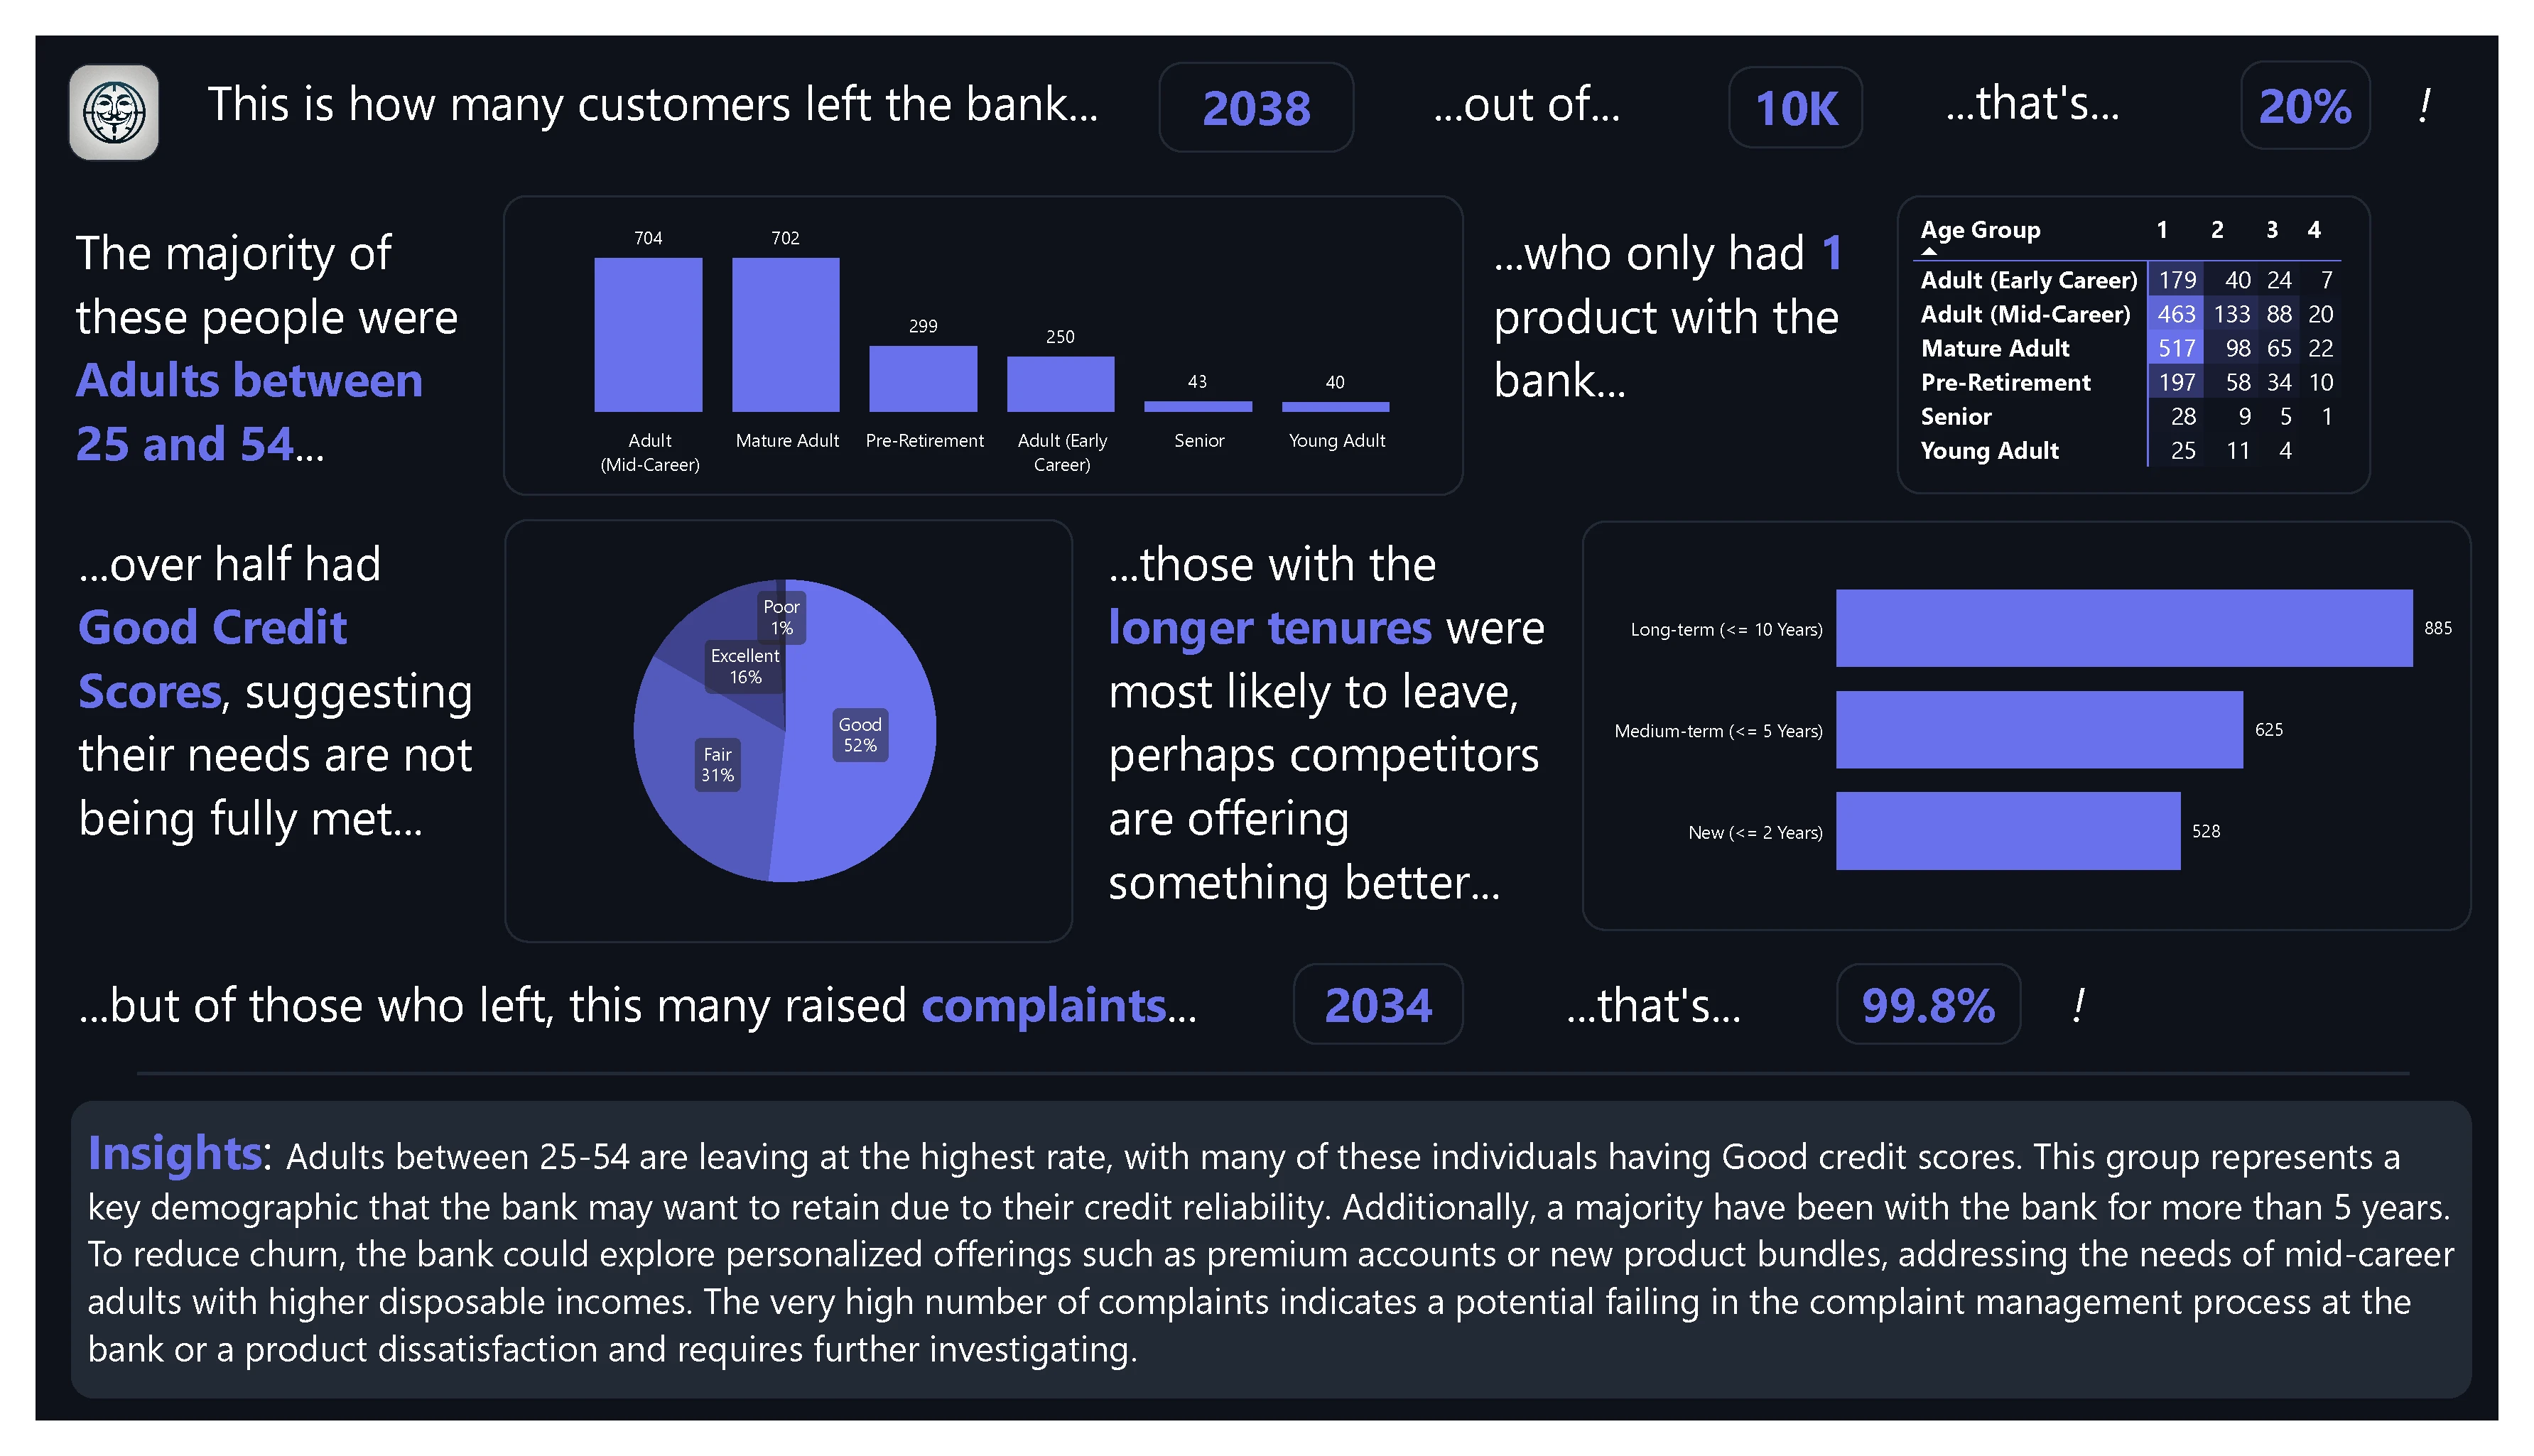 This is how many customers left the bank... 2038 ...out of... 10K ...that's... 20% !
The majority of
these people were
Adults between
25 and 54...
704
702
299
250
43
40
Adult
(Mid-Career)
Mature Adult
Pre-Retirement
Adult (Early
Career)
Senior
Young Adult
...who only had 1
product with the
bank...
Age Group 1 2 3 4
Adult (Early Career) 179 40 24 7
Adult (Mid-Career) 463 133 88 20
Mature Adult 517 98 65 22
Pre-Retirement 197 58 34 10
Senior 28 9 5 1
Young Adult 25 11 4
...over half had
Good Credit
Scores, suggesting
their needs are not
being fully met...
Poor
1%
Excellent
16%
Good
52%
Fair
31%
...those with the
longer tenures were
most likely to leave,
perhaps competitors
are offering
something better...
Long-term (<= 10 Years) 885
Medium-term (<= 5 Years) 625
New (<= 2 Years) 528
...but of those who left, this many raised complaints... 2034 ...that's... 99.8% !
Insights: Adults between 25-54 are leaving at the highest rate, with many of these individuals having Good credit scores. This group represents a
key demographic that the bank may want to retain due to their credit reliability. Additionally, a majority have been with the bank for more than 5 years.
To reduce churn, the bank could explore personalized offerings such as premium accounts or new product bundles, addressing the needs of mid-career
adults with higher disposable incomes. The very high number of complaints indicates a potential failing in the complaint management process at the
bank or a product dissatisfaction and requires further investigating.